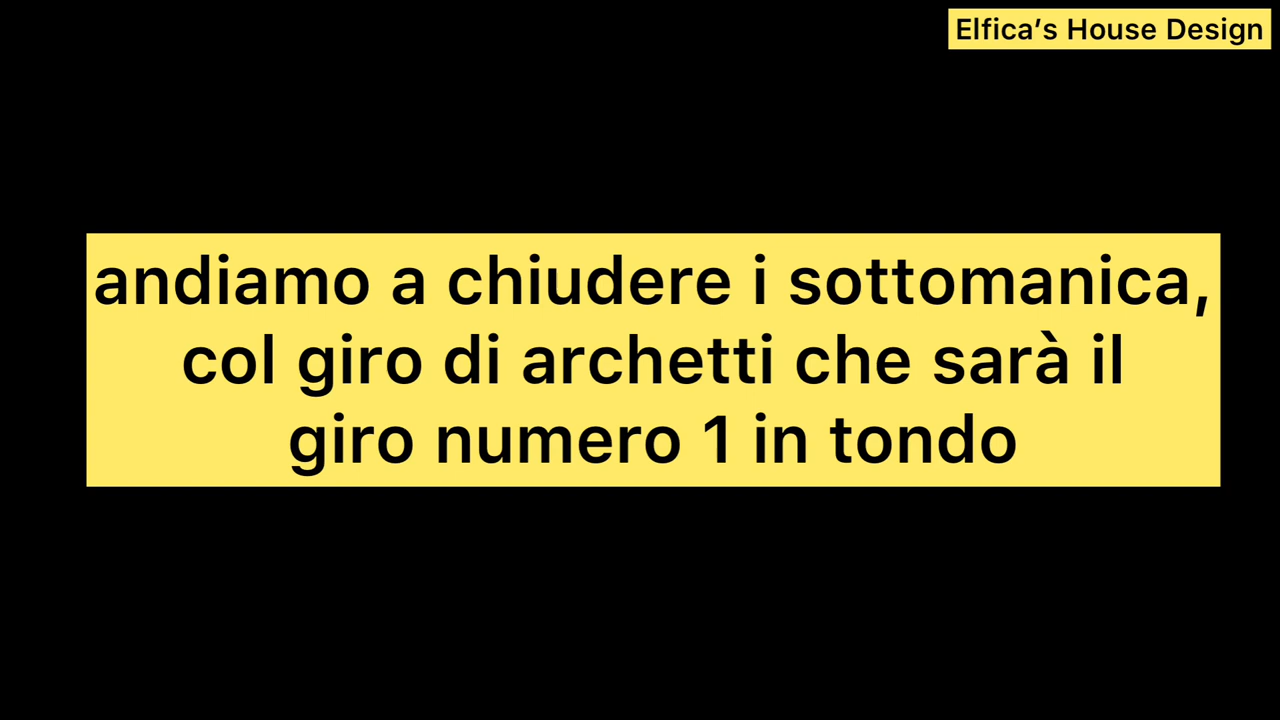 Elfica’s House Design
andiamo a chiudere i sottomanica,
col giro di archetti che sarà il
giro numero 1 in tondo